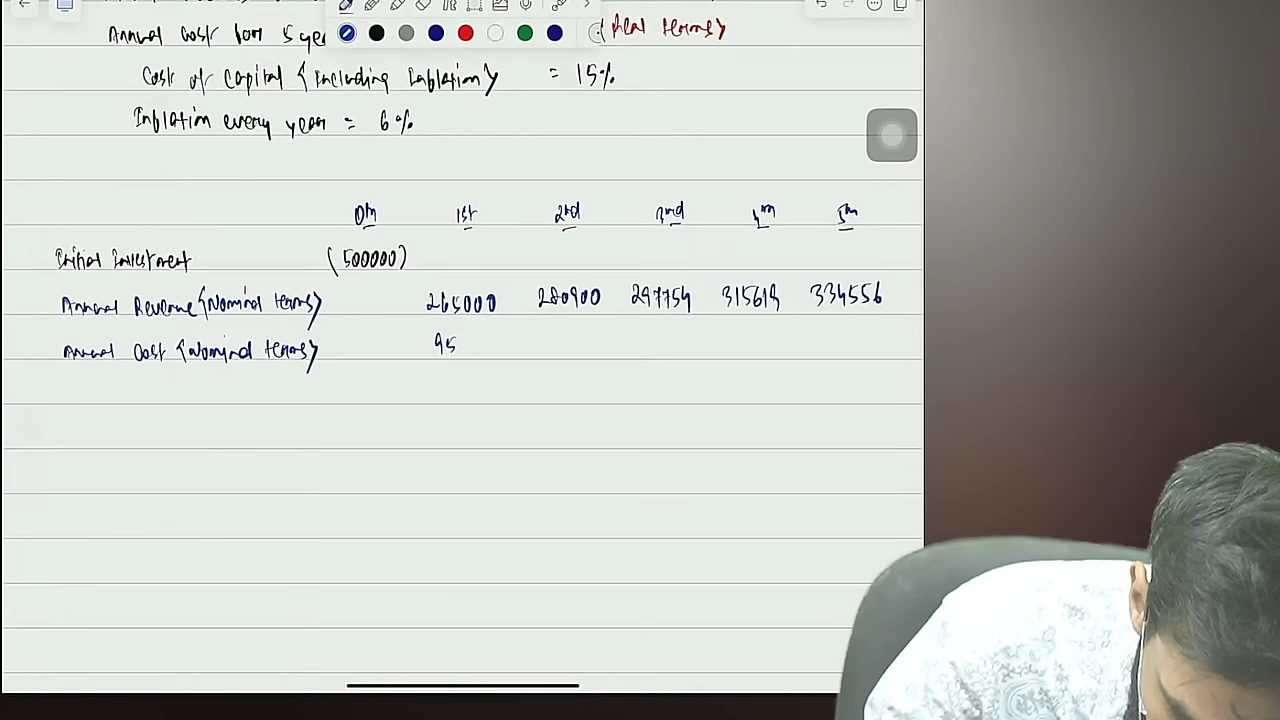 Annual Cost for 5 yea (Real terms)
Cost of Capital {Including Inflation} = 15%
Inflation every year = 6%
0th 1st 2nd 3rd 4th 5th
Initial Investment (500000)
Annual Revenue {Nominal terms} 265000 280900 297754 315619 334556
Annual Cost {Nominal terms} 95